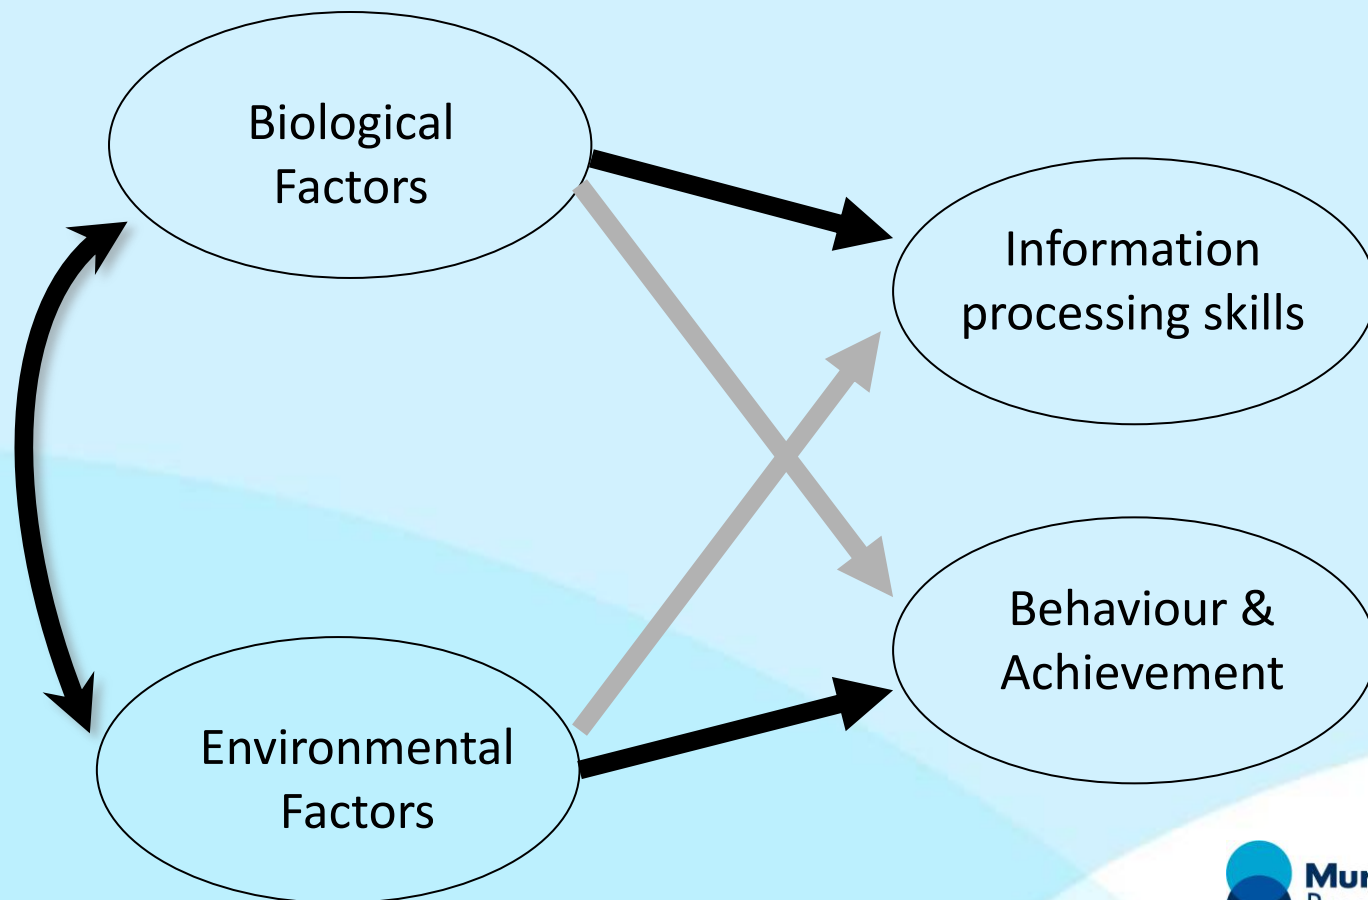 Biological
Factors
Information
processing skills
Behaviour &
Achievement
Environmental
Factors